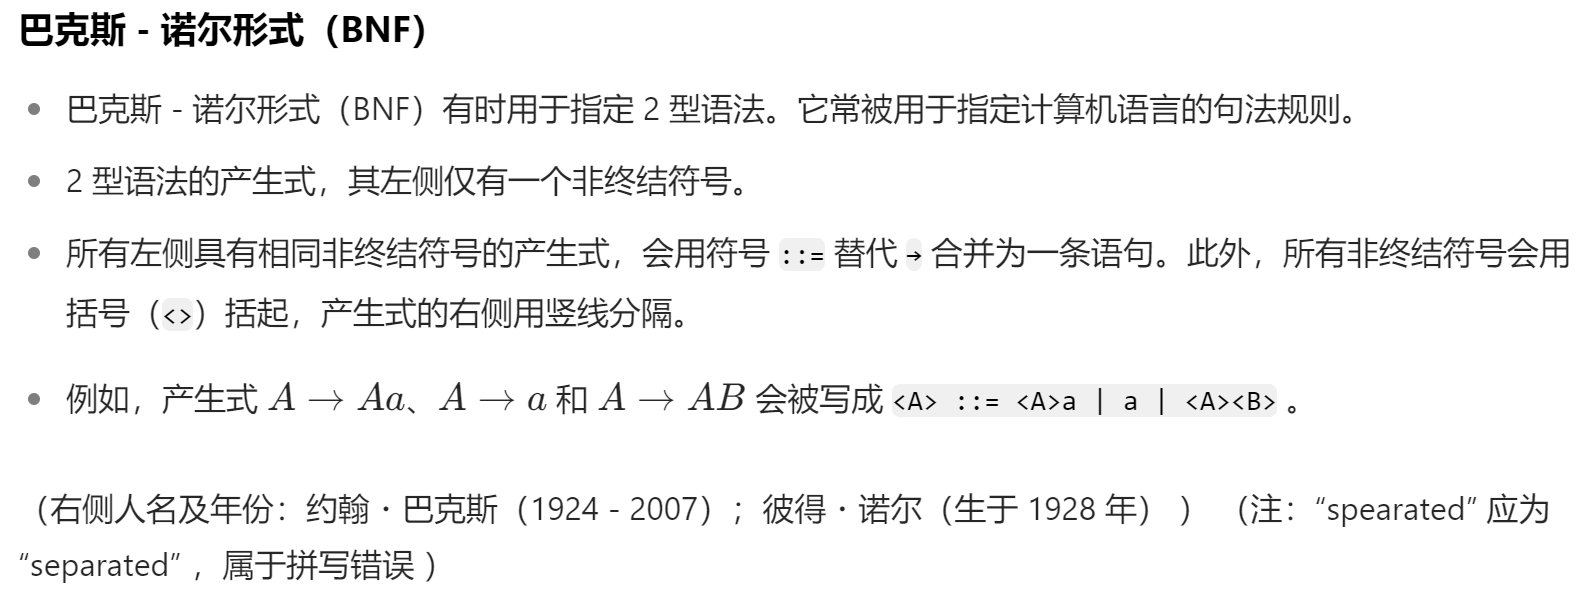 巴克斯 - 诺尔形式（BNF）
• 巴克斯 - 诺尔形式（BNF）有时用于指定 2 型语法。它常被用于指定计算机语言的句法规则。
• 2 型语法的产生式，其左侧仅有一个非终结符号。
• 所有左侧具有相同非终结符号的产生式，会用符号 ::= 替代 → 合并为一条语句。此外，所有非终结符号会用
括号（<>）括起，产生式的右侧用竖线分隔。
• 例如，产生式 A → Aa、A → a 和 A → AB 会被写成 <A> ::= <A>a | a | <A><B> 。
（右侧人名及年份：约翰・巴克斯（1924 - 2007）；彼得・诺尔（生于 1928 年） ） （注：“spearated” 应为
“separated” ，属于拼写错误 ）